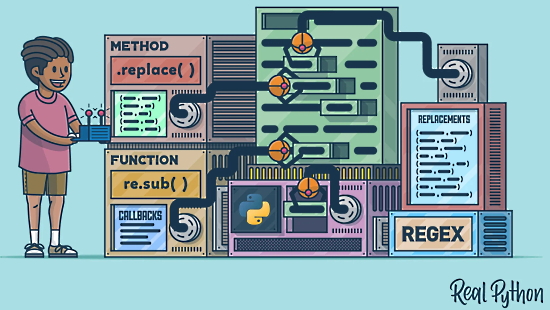 METHOD
.replace( )
FUNCTION
re.sub( )
CALLBACKS
REPLACEMENTS
REGEX
Real Python